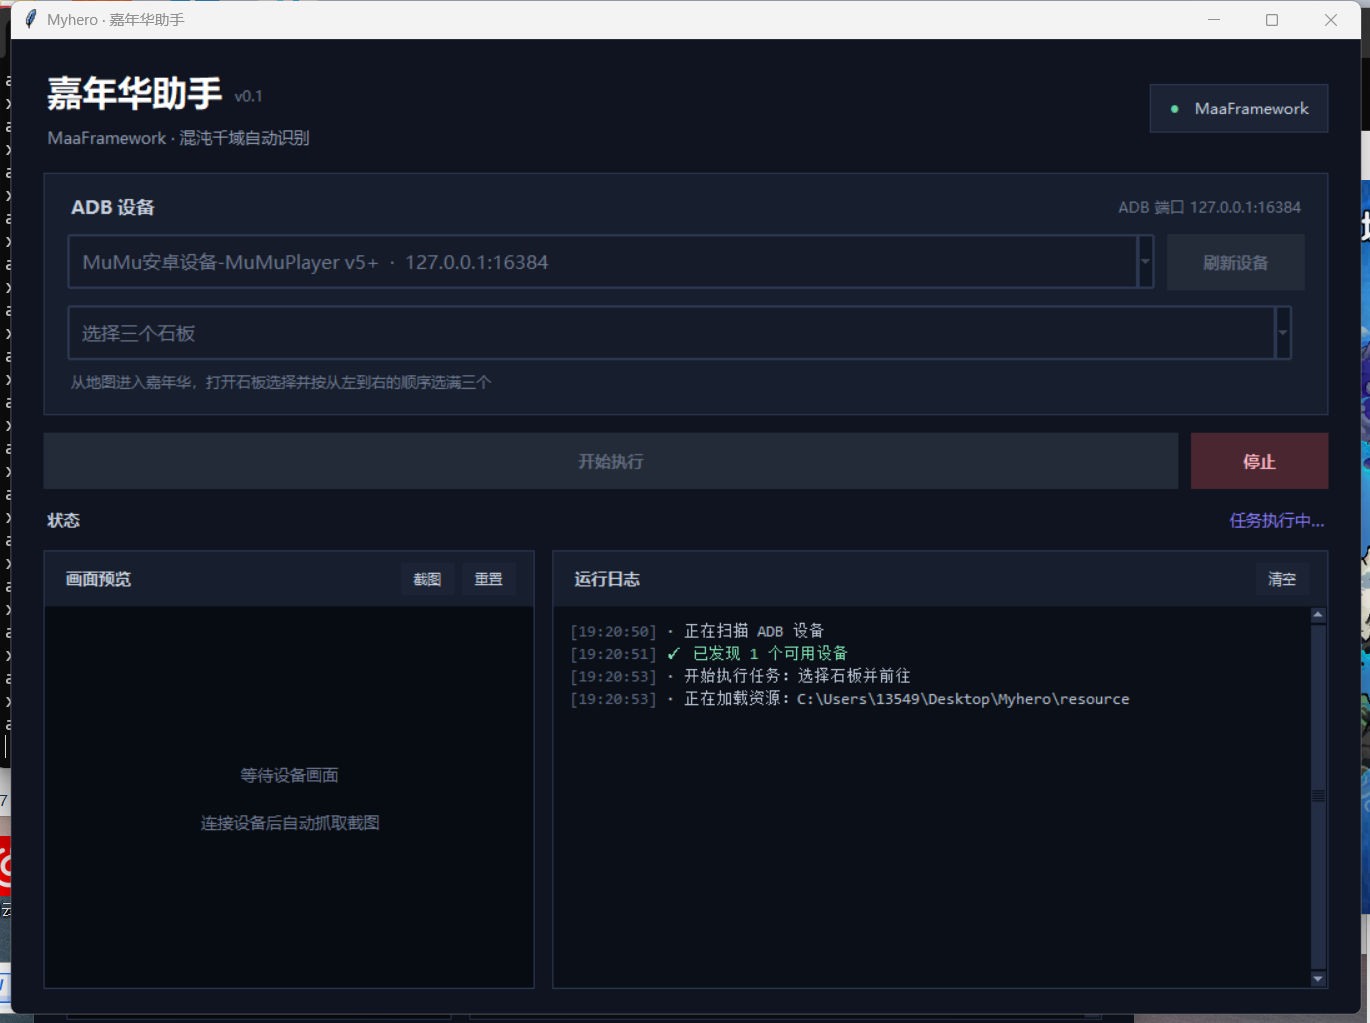 Myhero · 嘉年华助手
嘉年华助手 v0.1
MaaFramework · 混沌千域自动识别
MaaFramework
ADB 设备
ADB 端口 127.0.0.1:16384
MuMu安卓设备-MuMuPlayer v5+ · 127.0.0.1:16384
刷新设备
选择三个石板
从地图进入嘉年华，打开石板选择并按从左到右的顺序选满三个
开始执行
停止
状态
任务执行中...
画面预览
截图
重置
等待设备画面
连接设备后自动抓取截图
运行日志
清空
[19:20:50] · 正在扫描 ADB 设备
[19:20:51] ✓ 已发现 1 个可用设备
[19:20:53] · 开始执行任务：选择石板并前往
[19:20:53] · 正在加载资源：C:\Users\13549\Desktop\Myhero\resource